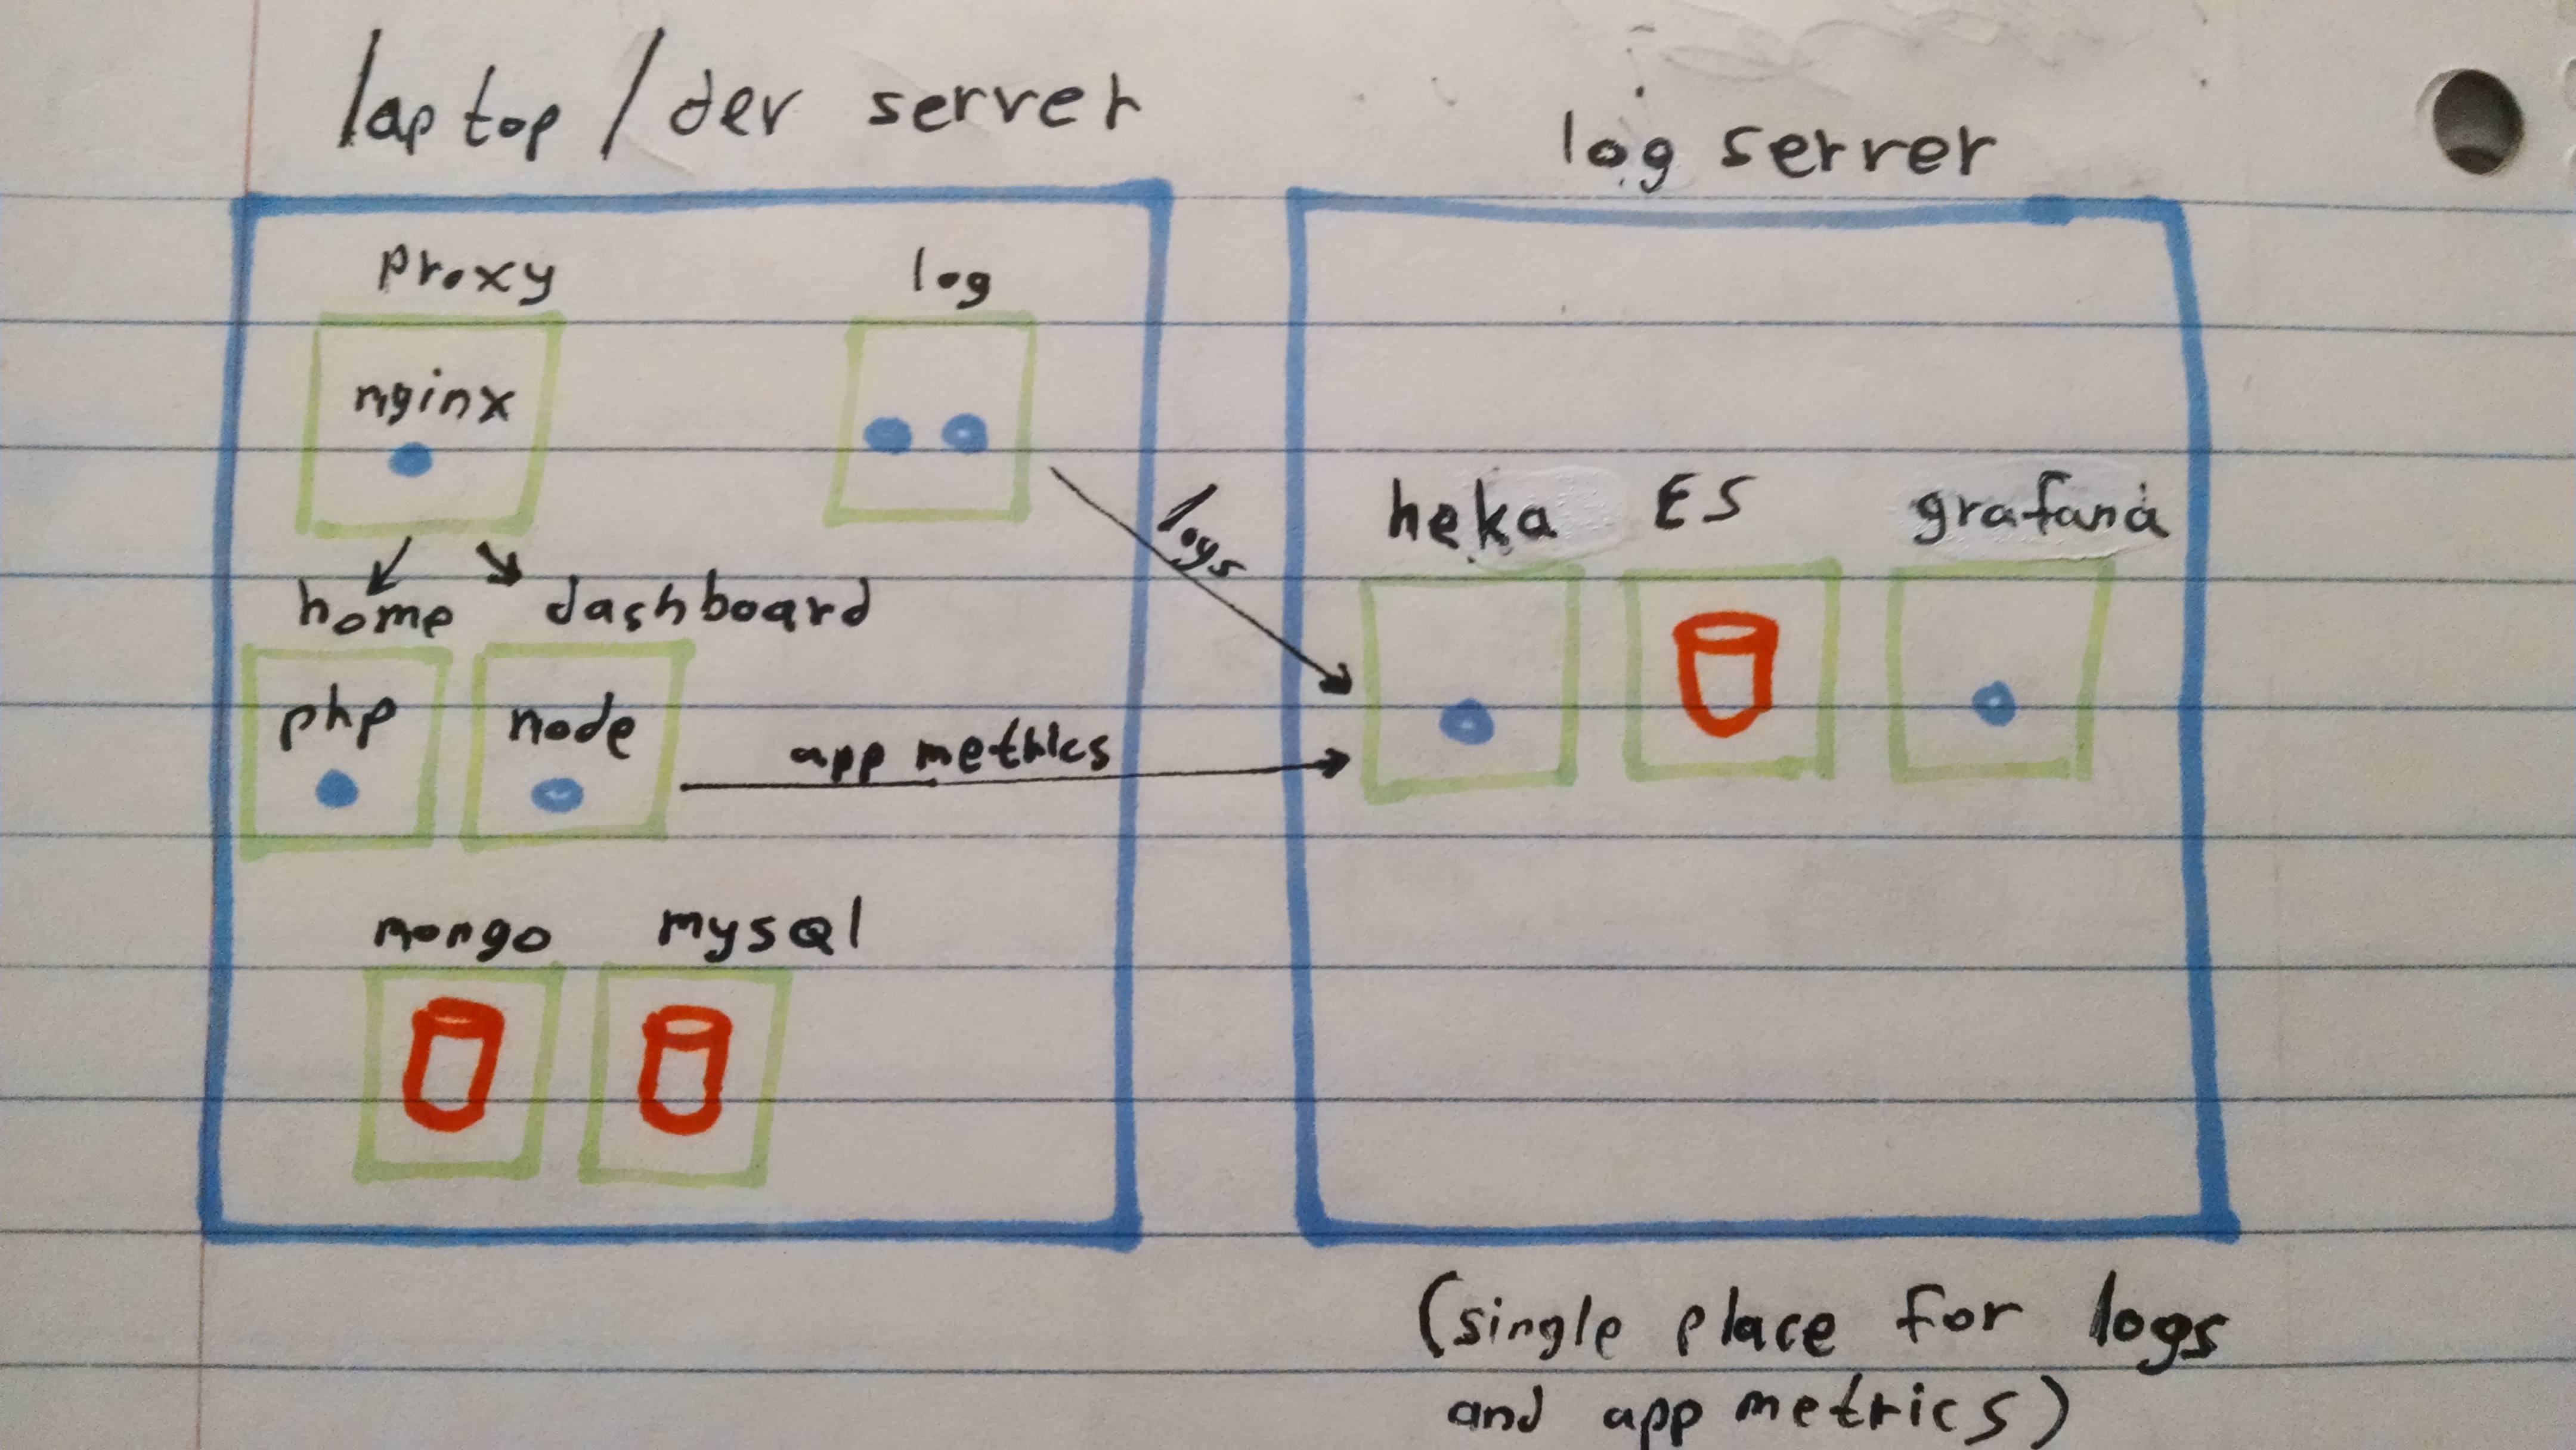 laptop / dev server
log server
proxy
log
nginx
logs
heka
ES
grafana
home
dashboard
php
node
app metrics
mongo
mysql
(single place for logs
and app metrics)